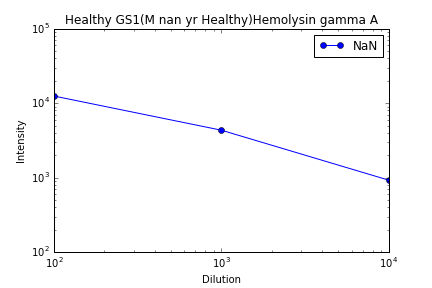 Healthy GS1(M nan yr Healthy)Hemolysin gamma A
10^5
NaN
10^4
Intensity
10^3
10^2
10^2 10^3 10^4
Dilution